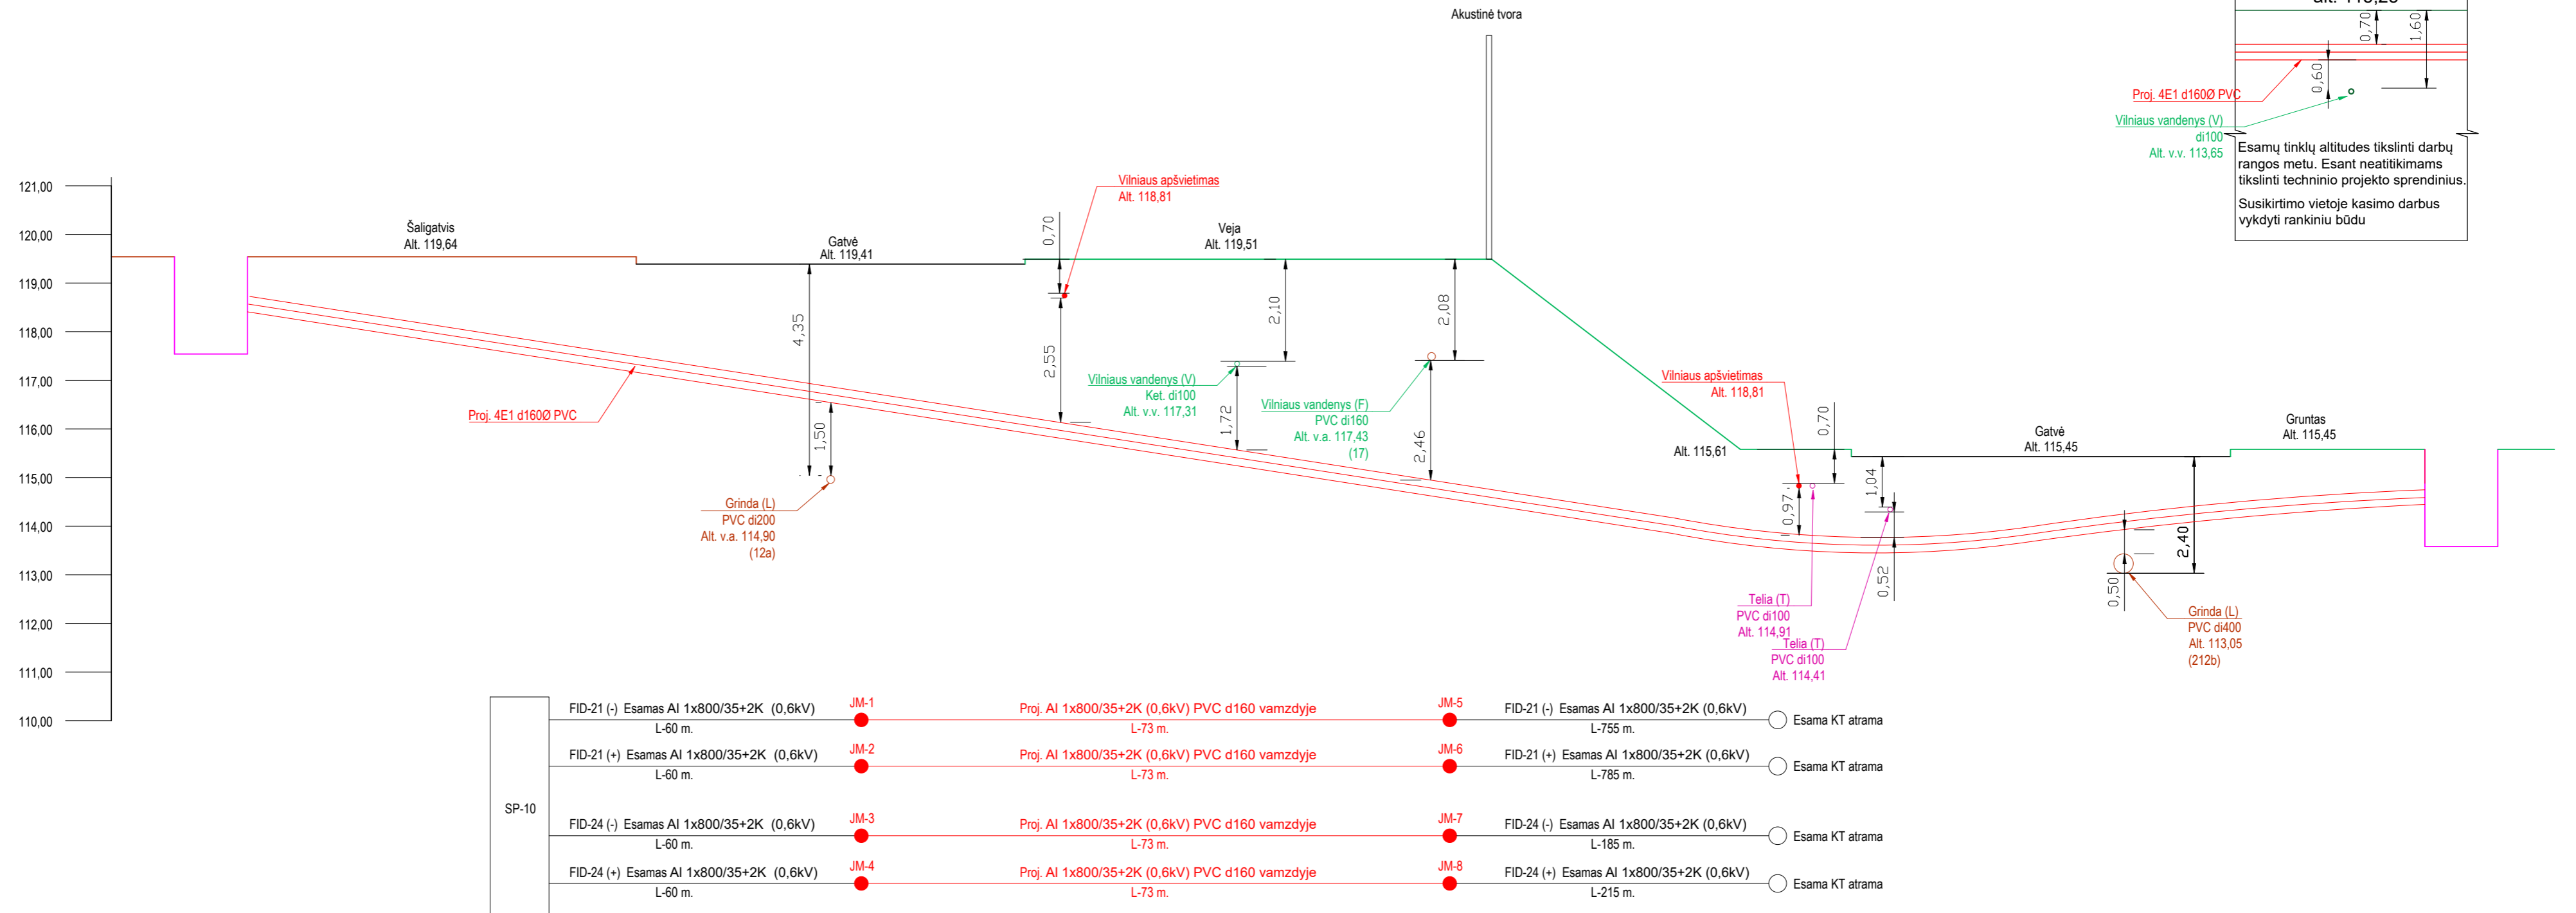 Akustinė tvora
0,70
1,60
0,60
Proj. 4E1 d160Ø PVC
Vilniaus vandenys (V)
di100
Alt. v.v. 113,65
Esamų tinklų altitudes tikslinti darbų
rangos metu. Esant neatitikimams
tikslinti techninio projekto sprendinius.
Susikirtimo vietoje kasimo darbus
vykdyti rankiniu būdu
121,00
120,00
119,00
118,00
117,00
116,00
115,00
114,00
113,00
112,00
111,00
110,00
Šaligatvis
Alt. 119,64
Gatvė
Alt. 119,41
0,70
Vilniaus apšvietimas
Alt. 118,81
Veja
Alt. 119,51
4,35
2,55
2,10
2,08
Proj. 4E1 d160Ø PVC
1,50
Grinda (L)
PVC di200
Alt. v.a. 114,90
(12a)
Vilniaus vandenys (V)
Ket. di100
Alt. v.v. 117,31
1,72
Vilniaus vandenys (F)
PVC di160
Alt. v.a. 117,43
(17)
2,46
Vilniaus apšvietimas
Alt. 118,81
0,70
Alt. 115,61
0,97
1,04
0,52
Gatvė
Alt. 115,45
Gruntas
Alt. 115,45
2,40
0,50
Telia (T)
PVC di100
Alt. 114,91
Telia (T)
PVC di100
Alt. 114,41
Grinda (L)
PVC di400
Alt. 113,05
(212b)
SP-10
FID-21 (-) Esamas Al 1x800/35+2K (0,6kV)
L-60 m.
JM-1
Proj. Al 1x800/35+2K (0,6kV) PVC d160 vamzdyje
L-73 m.
JM-5
FID-21 (-) Esamas Al 1x800/35+2K (0,6kV)
L-755 m.
Esama KT atrama
FID-21 (+) Esamas Al 1x800/35+2K (0,6kV)
L-60 m.
JM-2
Proj. Al 1x800/35+2K (0,6kV) PVC d160 vamzdyje
L-73 m.
JM-6
FID-21 (+) Esamas Al 1x800/35+2K (0,6kV)
L-785 m.
Esama KT atrama
FID-24 (-) Esamas Al 1x800/35+2K (0,6kV)
L-60 m.
JM-3
Proj. Al 1x800/35+2K (0,6kV) PVC d160 vamzdyje
L-73 m.
JM-7
FID-24 (-) Esamas Al 1x800/35+2K (0,6kV)
L-185 m.
Esama KT atrama
FID-24 (+) Esamas Al 1x800/35+2K (0,6kV)
L-60 m.
JM-4
Proj. Al 1x800/35+2K (0,6kV) PVC d160 vamzdyje
L-73 m.
JM-8
FID-24 (+) Esamas Al 1x800/35+2K (0,6kV)
L-215 m.
Esama KT atrama